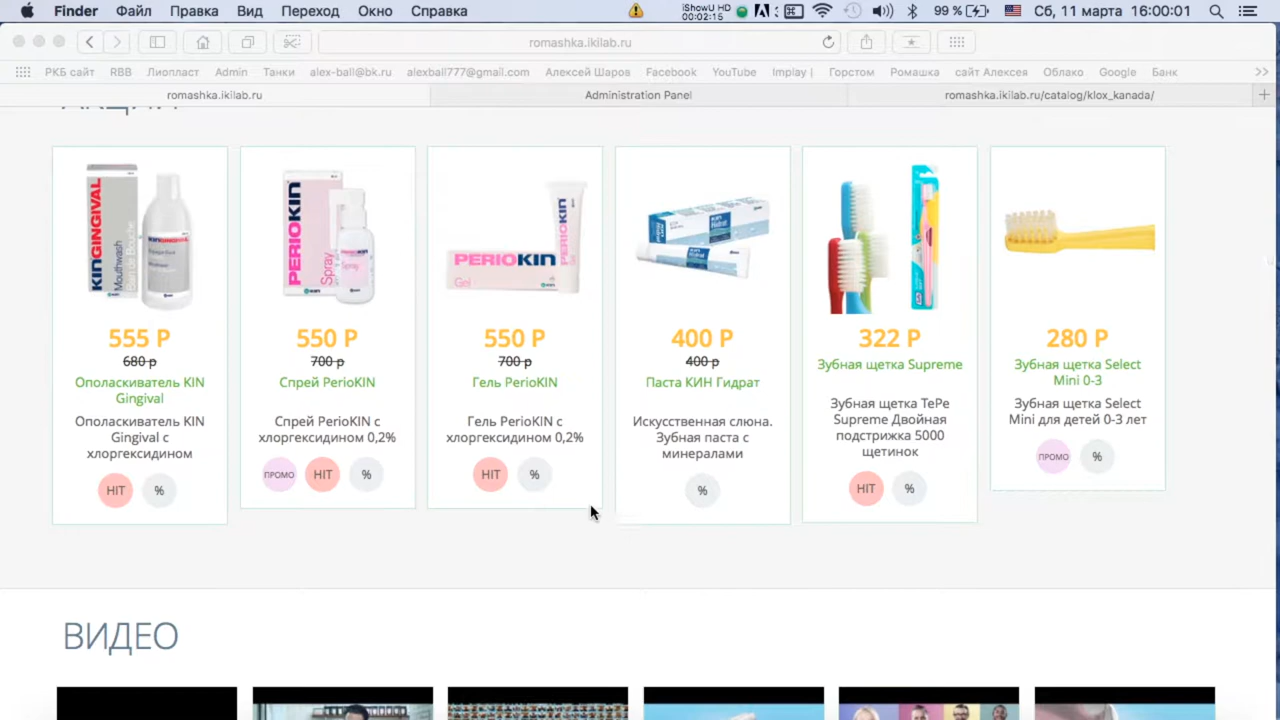 Finder Файл Правка Вид Переход Окно Справка iShowU HD 00:02:15 99 % Сб, 11 марта 16:00:01
romashka.ikilab.ru
РКБ сайт RBB Лиопласт Admin Танки alex-ball@bk.ru alexball777@gmail.com Алексей Шаров Facebook YouTube Implay | Горстом Ромашка сайт Алексея Облако Google Банк
romashka.ikilab.ru Administration Panel romashka.ikilab.ru/catalog/klox_kanada/
KINGINGIVAL
Mouthwash
PERIOKIN
Spray
PERIOKIN
Gel
555 Р
680 р
Ополаскиватель KIN
Gingival
Ополаскиватель KIN
Gingival с
хлоргексидином
HIT %
550 Р
700 р
Спрей PerioKIN
Спрей PerioKIN с
хлоргексидином 0,2%
ПРОМО HIT %
550 Р
700 р
Гель PerioKIN
Гель PerioKIN с
хлоргексидином 0,2%
HIT %
400 Р
400 р
Паста КИН Гидрат
Искусственная слюна.
Зубная паста с
минералами
%
322 Р
Зубная щетка Supreme
Зубная щетка TePe
Supreme Двойная
подстрижка 5000
щетинок
HIT %
280 Р
Зубная щетка Select
Mini 0-3
Зубная щетка Select
Mini для детей 0-3 лет
ПРОМО %
ВИДЕО